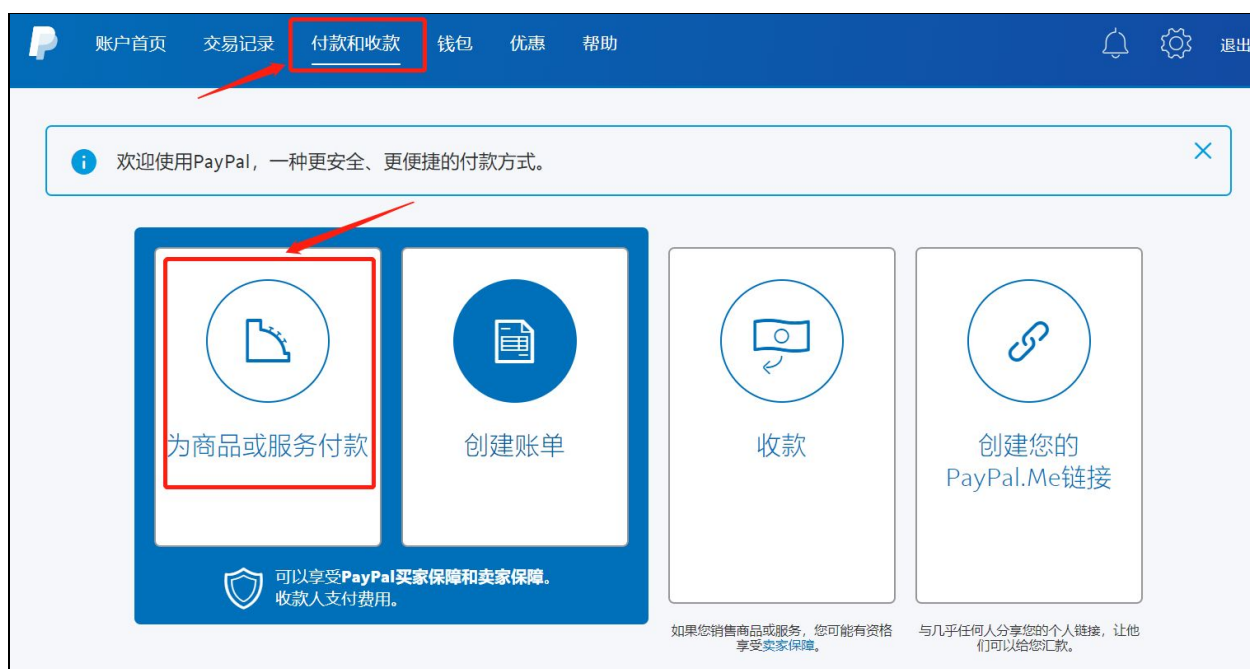 账户首页 交易记录 付款和收款 钱包 优惠 帮助 退出
欢迎使用PayPal，一种更安全、更便捷的付款方式。
为商品或服务付款
创建账单
收款
创建您的
PayPal.Me链接
可以享受PayPal买家保障和卖家保障。
收款人支付费用。
如果您销售商品或服务，您可能有资格
享受卖家保障。
与几乎任何人分享您的个人链接，让他
们可以给您汇款。